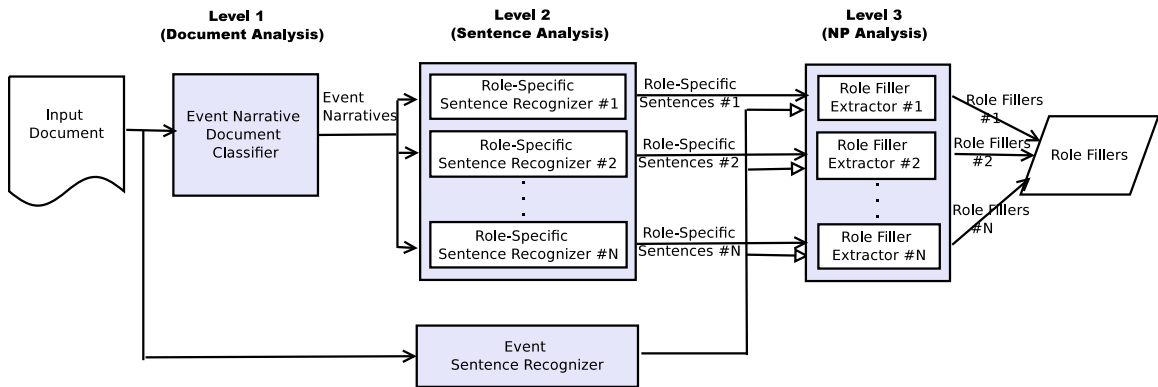 Level 1
(Document Analysis)
Level 2
(Sentence Analysis)
Level 3
(NP Analysis)
Input
Document
Event Narrative
Document
Classifier
Event
Narratives
Role-Specific
Sentence Recognizer #1
Role-Specific
Sentence Recognizer #2
Role-Specific
Sentence Recognizer #N
Role-Specific
Sentences #1
Role-Specific
Sentences #2
Role-Specific
Sentences #N
Role Filler
Extractor #1
Role Filler
Extractor #2
Role Filler
Extractor #N
Role Fillers
#1
Role Fillers
#2
Role Fillers
#N
Role Fillers
Event
Sentence Recognizer